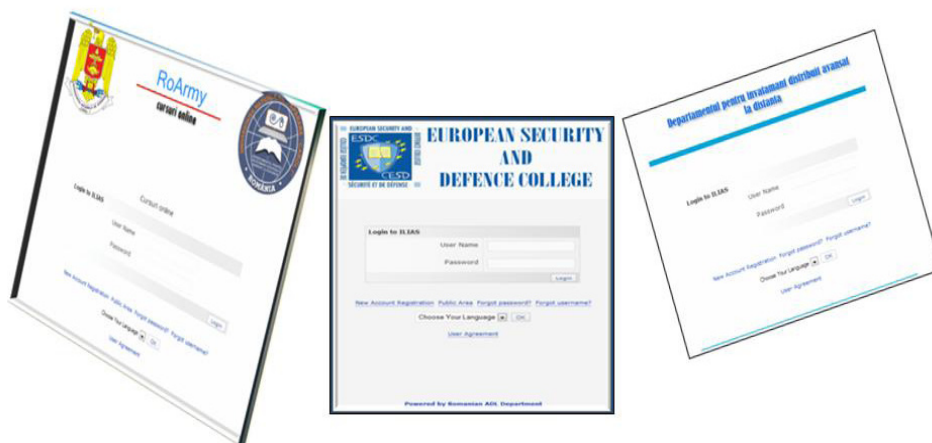 RoArmy
cursuri online
ROMÂNIA
Cursuri online
Login to ILIAS
User Name
Password
Login
New Account Registration Public Area Forgot password? Forgot username?
Choose Your Language OK
User Agreement
EUROPEAN SECURITY AND
ESDC
CESD
SÉCURITÉ ET DE DÉFENSE
EUROPEAN SECURITY
AND
DEFENCE COLLEGE
Login to ILIAS
User Name
Password
Login
New Account Registration Public Area Forgot password? Forgot username?
Choose Your Language OK
User Agreement
Powered by Romanian ADL Department
Departamentul pentru invatamant distribuit avansat
la distanta
Login to ILIAS
User Name
Password
Login
New Account Registration Forgot password? Forgot username?
Choose Your Language OK
User Agreement